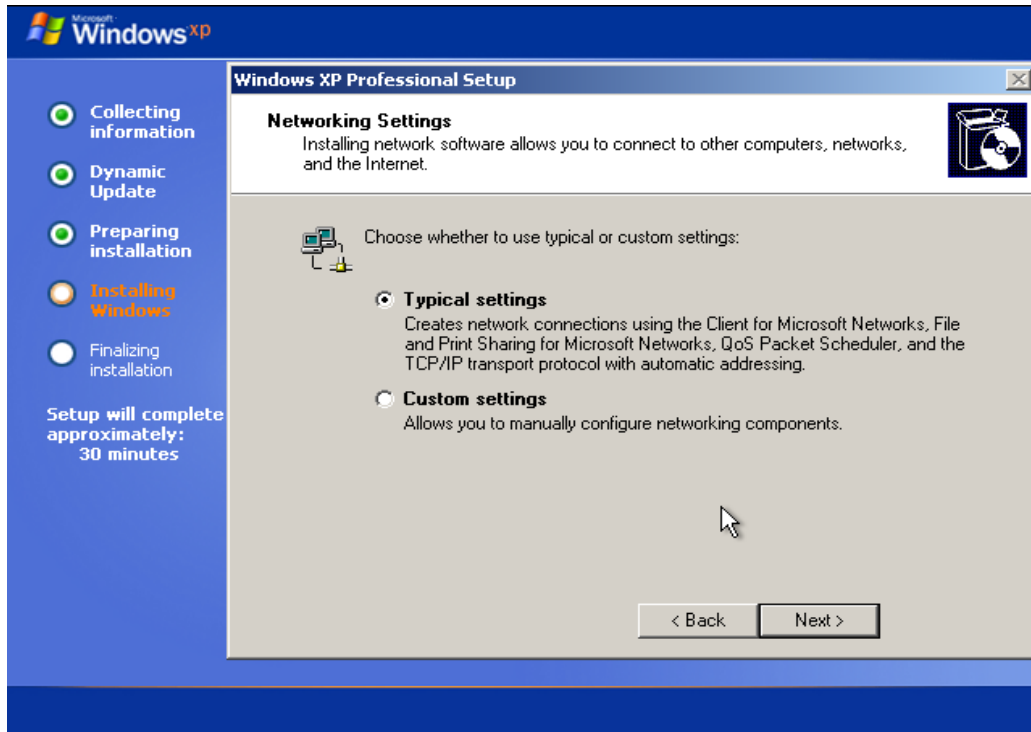 Microsoft
Windows xp
Windows XP Professional Setup
Collecting
information
Dynamic
Update
Preparing
installation
Installing
Windows
Finalizing
installation
Setup will complete
approximately:
30 minutes
Networking Settings
Installing network software allows you to connect to other computers, networks,
and the Internet.
Choose whether to use typical or custom settings:
Typical settings
Creates network connections using the Client for Microsoft Networks, File
and Print Sharing for Microsoft Networks, QoS Packet Scheduler, and the
TCP/IP transport protocol with automatic addressing.
Custom settings
Allows you to manually configure networking components.
< Back
Next >